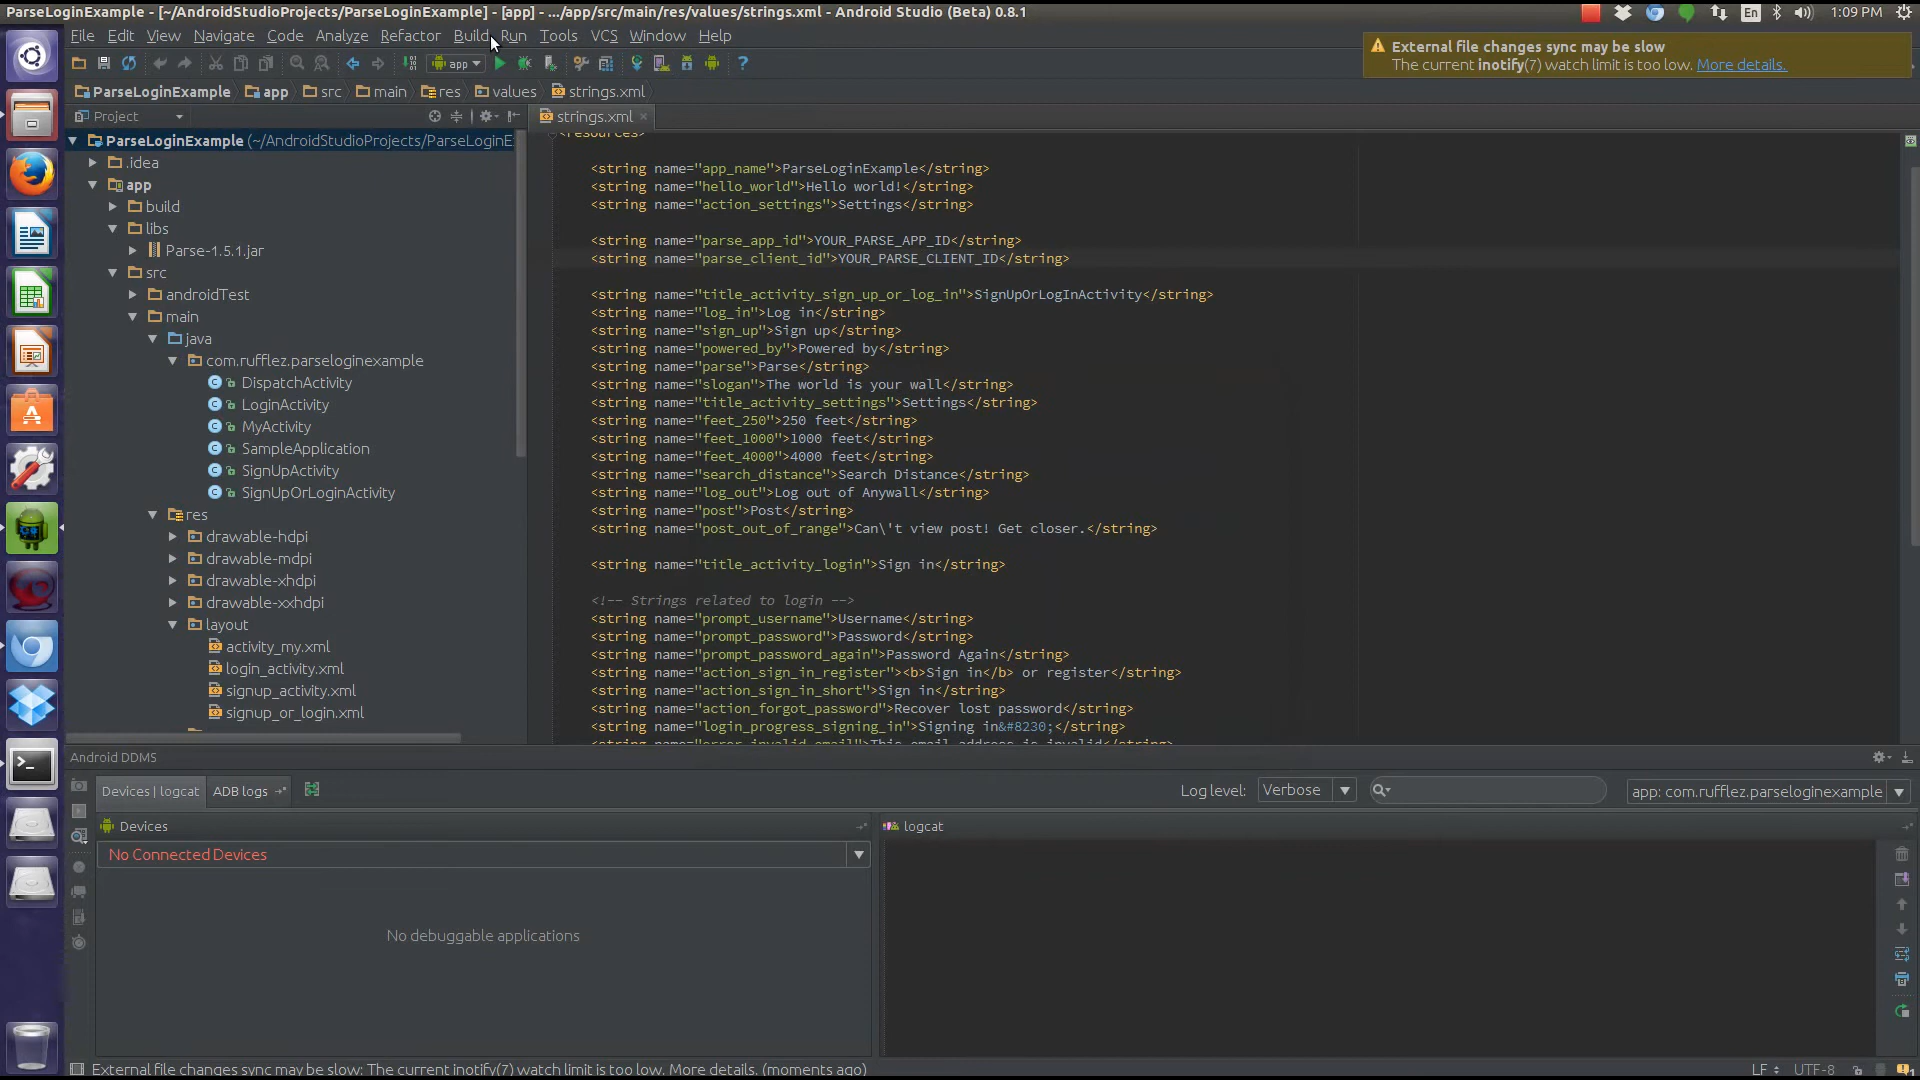 ParseLoginExample - [~/AndroidStudioProjects/ParseLoginExample] - [app] - .../app/src/main/res/values/strings.xml - Android Studio (Beta) 0.8.1
En
1:09 PM
File Edit View Navigate Code Analyze Refactor Build Run Tools VCS Window Help
External file changes sync may be slow
The current inotify(7) watch limit is too low. More details.
app
ParseLoginExample app src main res values strings.xml
Project
strings.xml
ParseLoginExample (~/AndroidStudioProjects/ParseLoginE
.idea
app
build
libs
Parse-1.5.1.jar
src
androidTest
main
java
com.rufflez.parseloginexample
DispatchActivity
LoginActivity
MyActivity
SampleApplication
SignUpActivity
SignUpOrLoginActivity
res
drawable-hdpi
drawable-mdpi
drawable-xhdpi
drawable-xxhdpi
layout
activity_my.xml
login_activity.xml
signup_activity.xml
signup_or_login.xml
<resources>
<string name="app_name">ParseLoginExample</string>
<string name="hello_world">Hello world!</string>
<string name="action_settings">Settings</string>
<string name="parse_app_id">YOUR_PARSE_APP_ID</string>
<string name="parse_client_id">YOUR_PARSE_CLIENT_ID</string>
<string name="title_activity_sign_up_or_log_in">SignUpOrLogInActivity</string>
<string name="log_in">Log in</string>
<string name="sign_up">Sign up</string>
<string name="powered_by">Powered by</string>
<string name="parse">Parse</string>
<string name="slogan">The world is your wall</string>
<string name="title_activity_settings">Settings</string>
<string name="feet_250">250 feet</string>
<string name="feet_1000">1000 feet</string>
<string name="feet_4000">4000 feet</string>
<string name="search_distance">Search Distance</string>
<string name="log_out">Log out of Anywall</string>
<string name="post">Post</string>
<string name="post_out_of_range">Can\'t view post! Get closer.</string>
<string name="title_activity_login">Sign in</string>
<!-- Strings related to login -->
<string name="prompt_username">Username</string>
<string name="prompt_password">Password</string>
<string name="prompt_password_again">Password Again</string>
<string name="action_sign_in_register"><b>Sign in</b> or register</string>
<string name="action_sign_in_short">Sign in</string>
<string name="action_forgot_password">Recover lost password</string>
<string name="login_progress_signing_in">Signing in&#8230;</string>
<string name="error_invalid_email">This email address is invalid</string>
Android DDMS
Devices | logcat
ADB logs
Log level:
Verbose
app: com.rufflez.parseloginexample
Devices
logcat
No Connected Devices
No debuggable applications
External file changes sync may be slow: The current inotify(7) watch limit is too low. More details. (moments ago)
LF
UTF-8